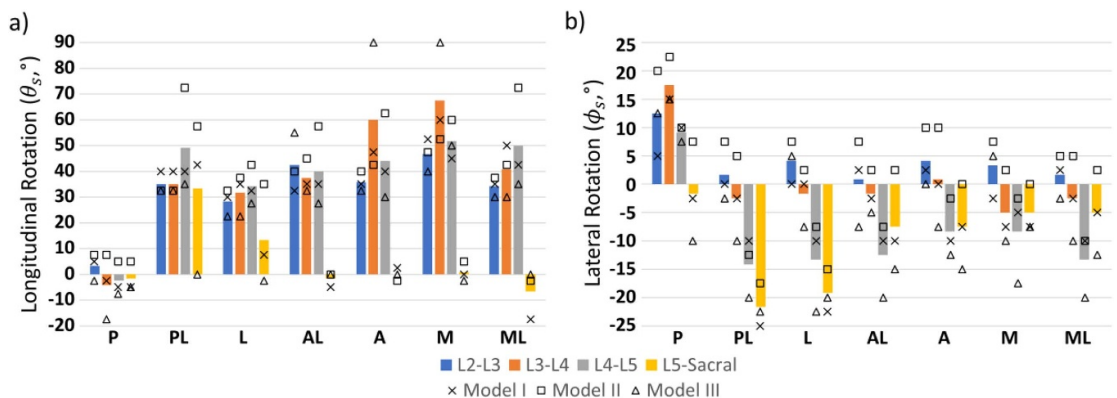 a)
Longitudinal Rotation (θₛ,°)
90
80
70
60
50
40
30
20
10
0
-10
-20
P PL L AL A M ML
b)
Lateral Rotation (ϕₛ,°)
25
20
15
10
5
0
-5
-10
-15
-20
-25
P PL L AL A M ML
L2-L3 L3-L4 L4-L5 L5-Sacral
Model I Model II Model III